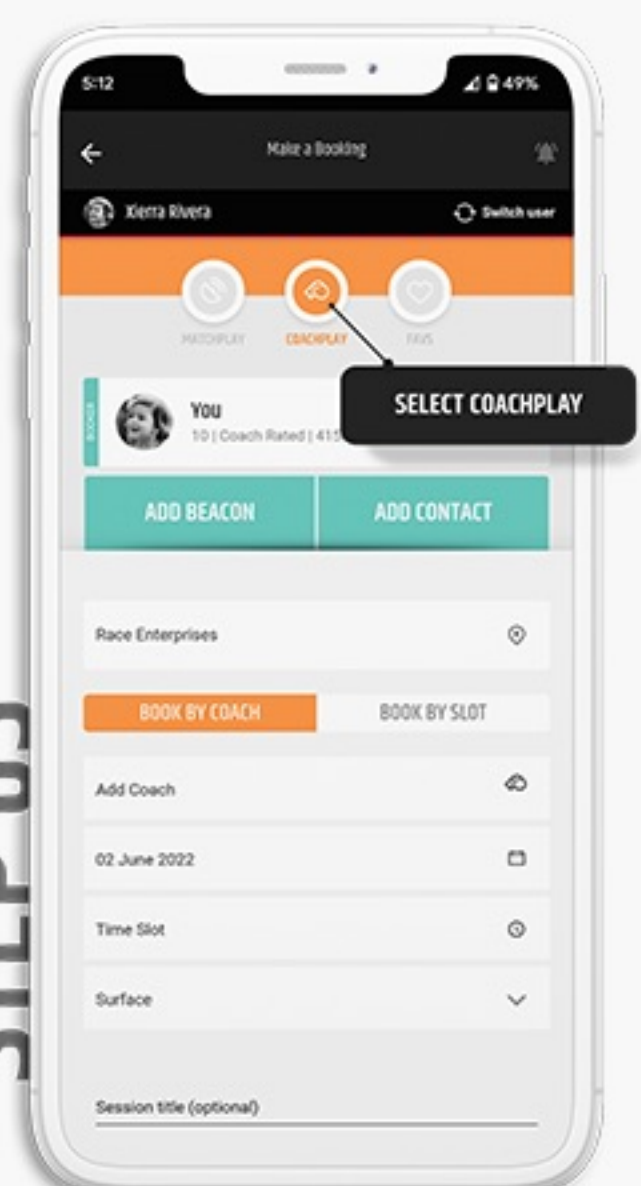 5:12
49%
Make a Booking
Xierra Rivera
Switch user
MATCHPLAY
COACHPLAY
FAVS
SELECT COACHPLAY
BOOKER
You
10 | Coach Rated |
ADD BEACON
ADD CONTACT
Race Enterprises
BOOK BY COACH
BOOK BY SLOT
Add Coach
02 June 2022
Time Slot
Surface
Session title (optional)
STEP